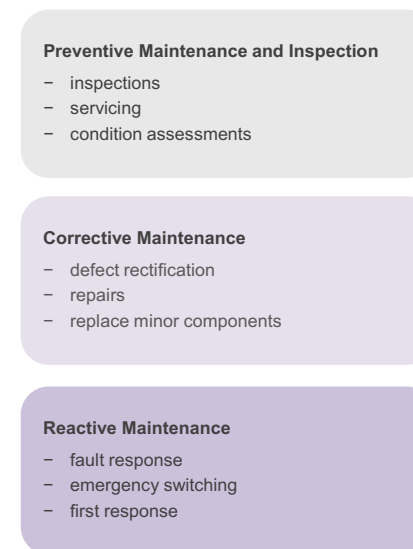 Preventive Maintenance and Inspection
− inspections
− servicing
− condition assessments
Corrective Maintenance
− defect rectification
− repairs
− replace minor components
Reactive Maintenance
− fault response
− emergency switching
− first response